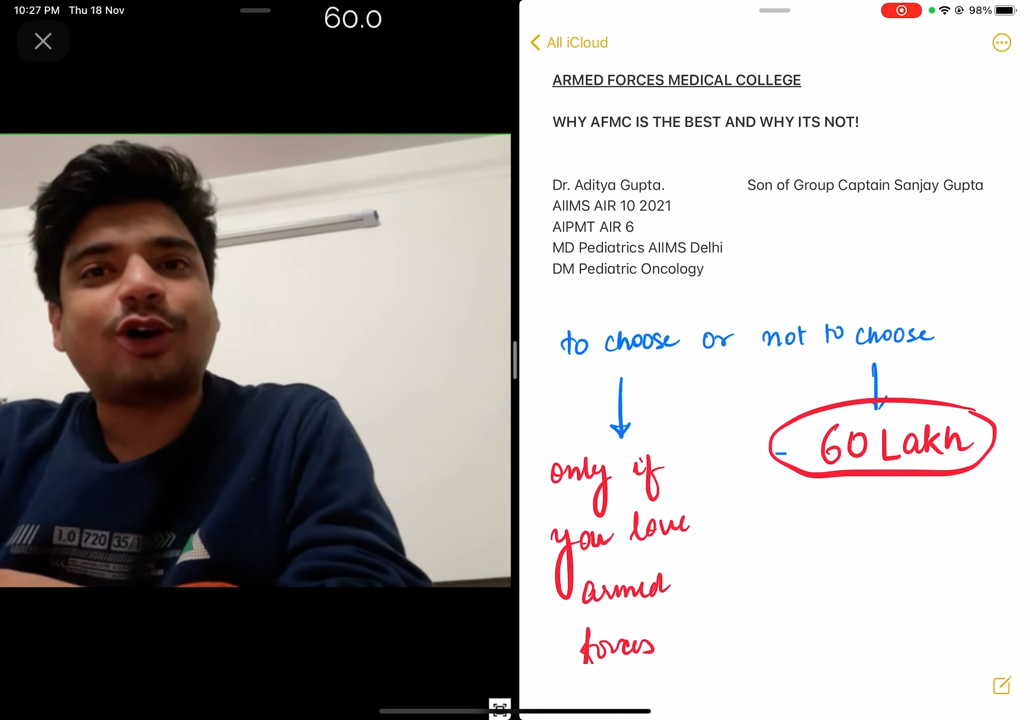 10:27 PM Thu 18 Nov
60.0
98%
All iCloud
ARMED FORCES MEDICAL COLLEGE
WHY AFMC IS THE BEST AND WHY ITS NOT!
Dr. Aditya Gupta. Son of Group Captain Sanjay Gupta
AIIMS AIR 10 2021
AIPMT AIR 6
MD Pediatrics AIIMS Delhi
DM Pediatric Oncology
to choose or not to choose
- 60 Lakh
only if
you love
armed
forces
1.0 720 35/1